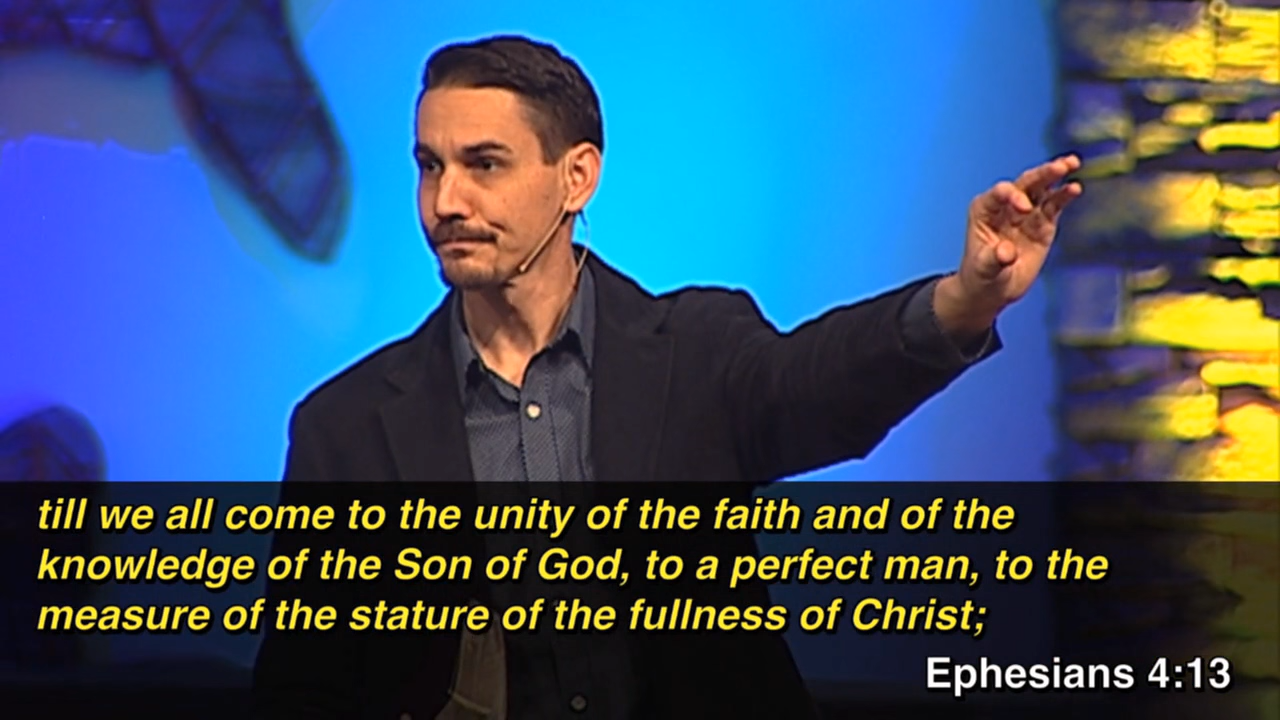 till we all come to the unity of the faith and of the
knowledge of the Son of God, to a perfect man, to the
measure of the stature of the fullness of Christ;
Ephesians 4:13